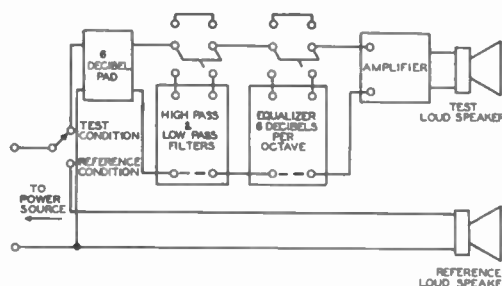 6
DECIBEL
PAD
TEST
CONDITION
REFERENCE
CONDITION
TO
POWER
SOURCE
HIGH PASS
&
LOW PASS
FILTERS
EQUALIZER
6 DECIBELS
PER
OCTAVE
AMPLIFIER
TEST
LOUD SPEAKER
REFERENCE
LOUD SPEAKER